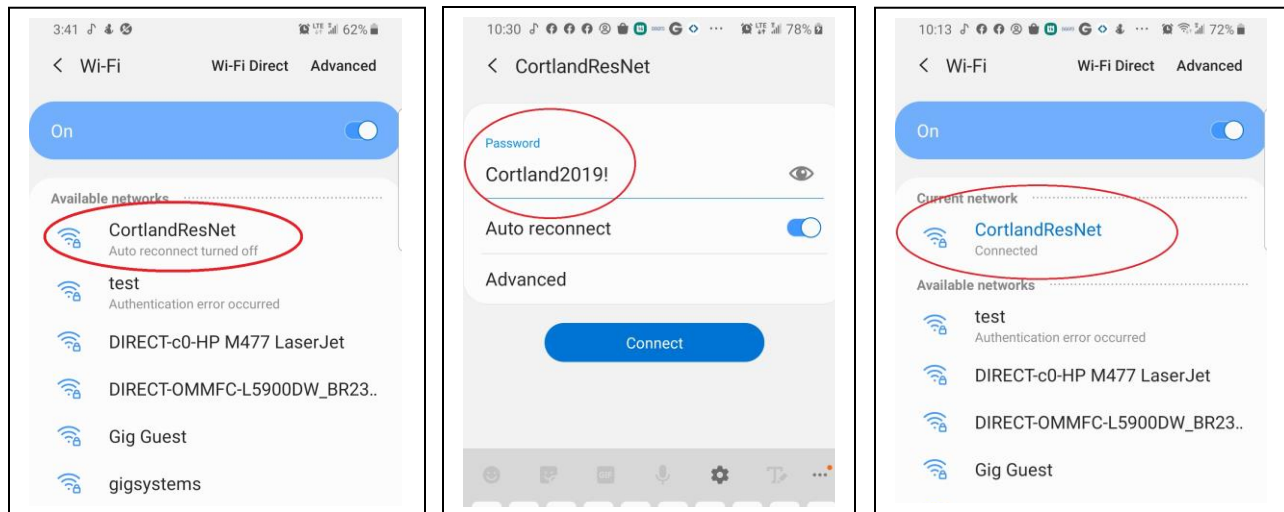 3:41 62%
Wi-Fi Wi-Fi Direct Advanced
On
Available networks
CortlandResNet
Auto reconnect turned off
test
Authentication error occurred
DIRECT-c0-HP M477 LaserJet
DIRECT-OMMFC-L5900DW_BR23..
Gig Guest
gigsystems
10:30 G ... LTE 78%
CortlandResNet
Password
Cortland2019!
Auto reconnect
Advanced
Connect
GIF
10:13 G ... 72%
Wi-Fi Wi-Fi Direct Advanced
On
Current network
CortlandResNet
Connected
Available networks
test
Authentication error occurred
DIRECT-c0-HP M477 LaserJet
DIRECT-OMMFC-L5900DW_BR23..
Gig Guest